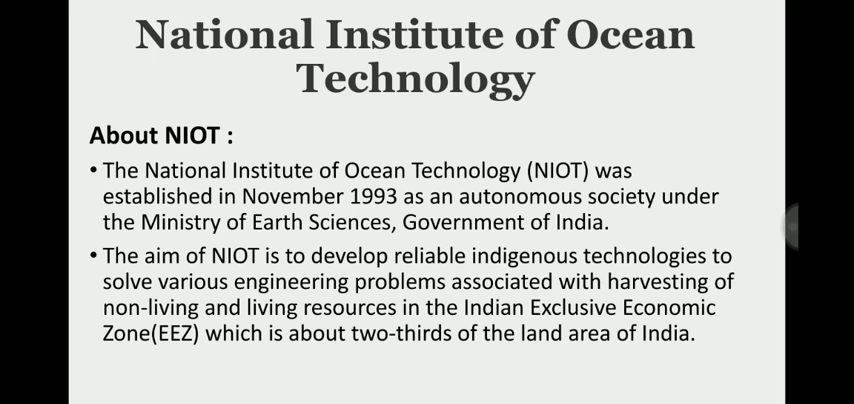 National Institute of Ocean
Technology
About NIOT :
• The National Institute of Ocean Technology (NIOT) was
established in November 1993 as an autonomous society under
the Ministry of Earth Sciences, Government of India.
• The aim of NIOT is to develop reliable indigenous technologies to
solve various engineering problems associated with harvesting of
non-living and living resources in the Indian Exclusive Economic
Zone(EEZ) which is about two-thirds of the land area of India.